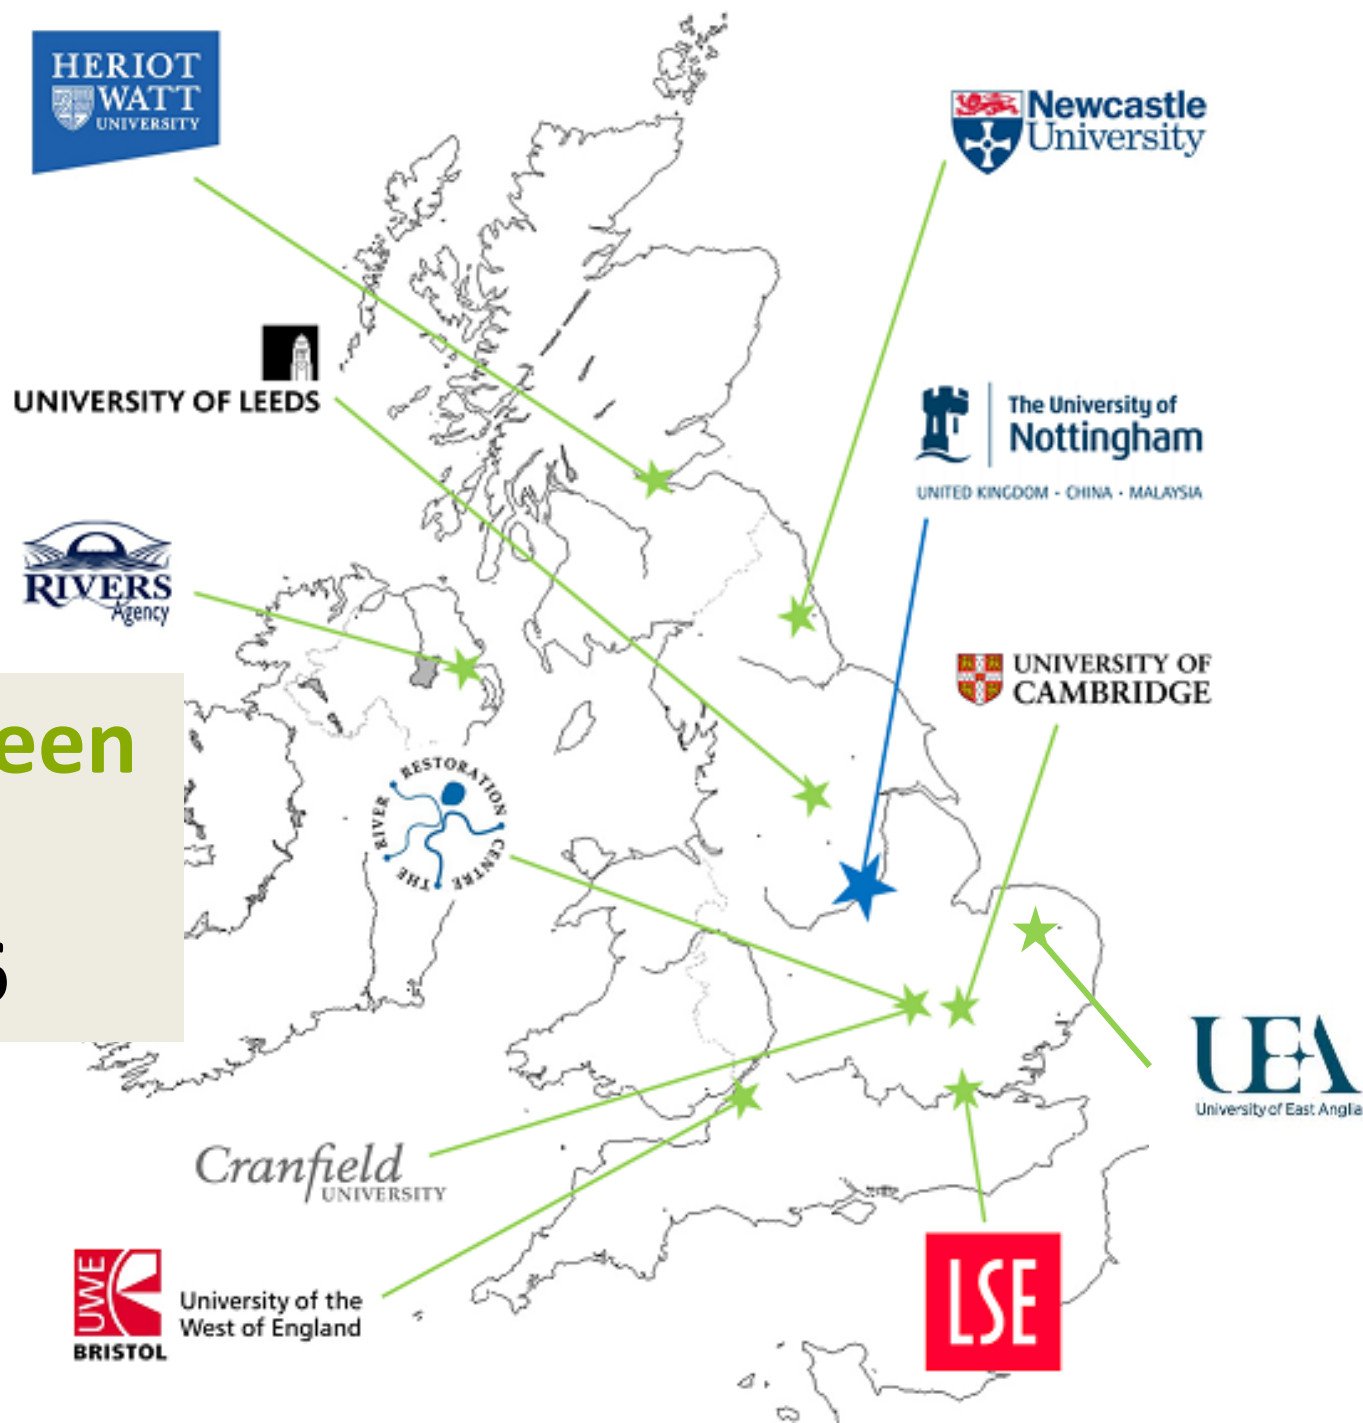 HERIOT
WATT
UNIVERSITY
Newcastle
University
UNIVERSITY OF LEEDS
The University of
Nottingham
UNITED KINGDOM · CHINA · MALAYSIA
RIVERS
Agency
UNIVERSITY OF
CAMBRIDGE
een
THE RIVER RESTORATION CENTRE
UEA
University of East Anglia
Cranfield
UNIVERSITY
UWE
BRISTOL
University of the
West of England
LSE